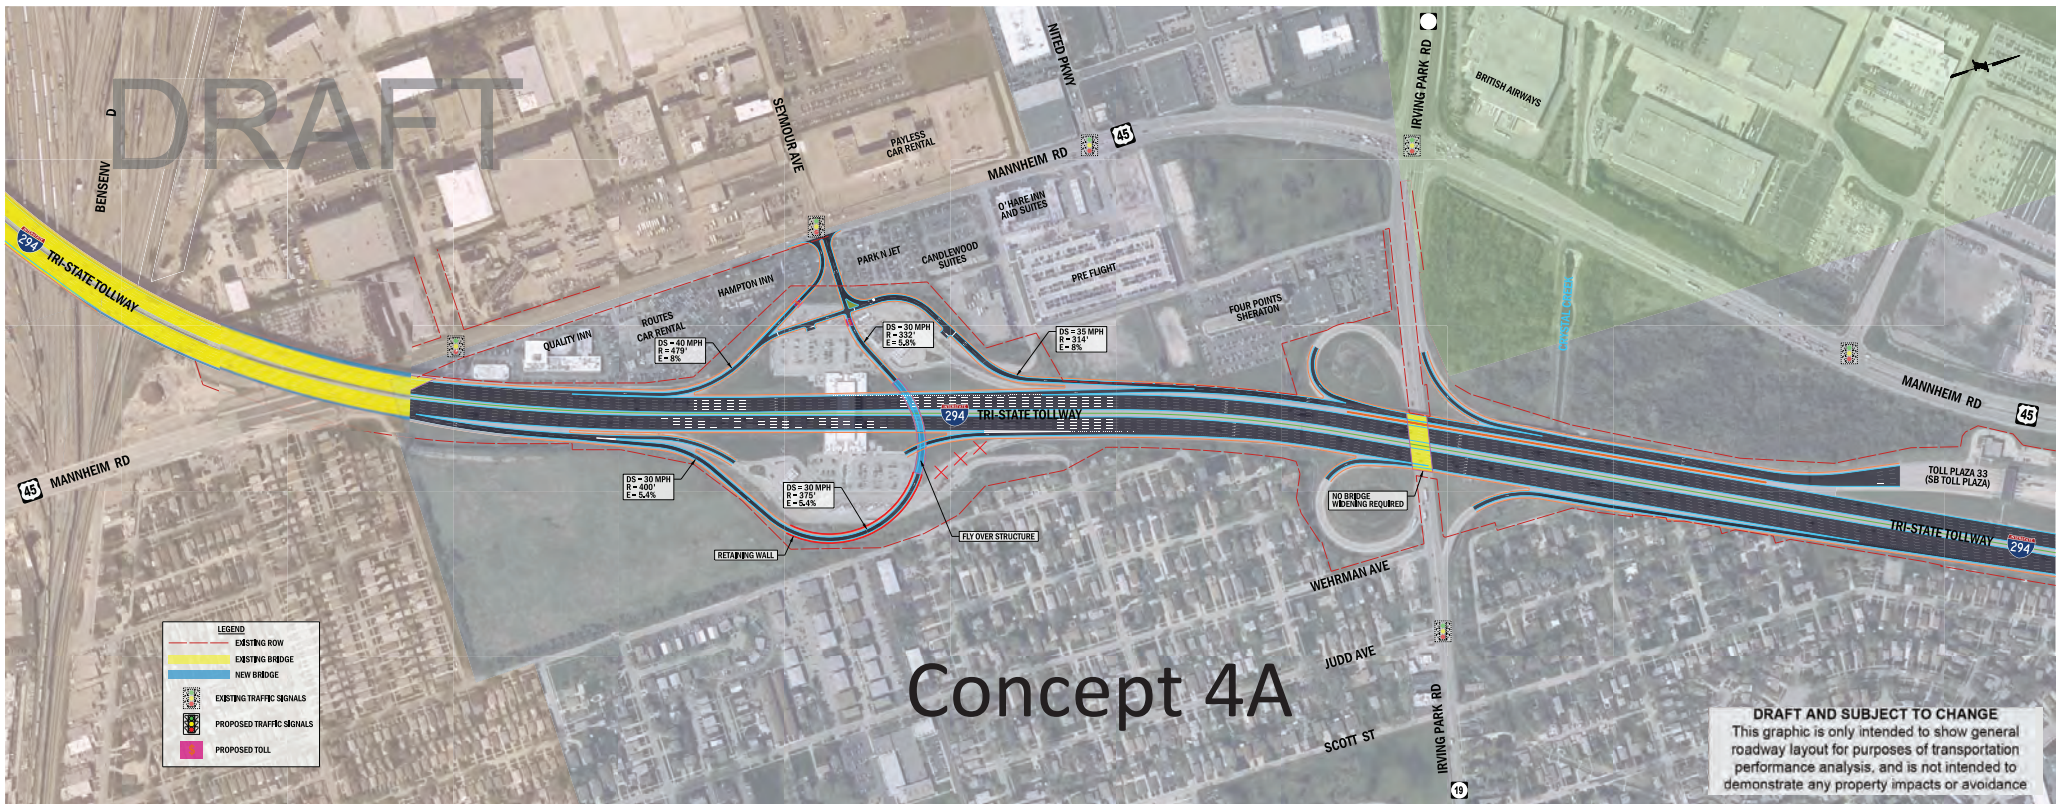 DRAFT
BENSENV
D
294
TRI-STATE TOLLWAY
45
MANNHEIM RD
SEYMOUR AVE
PAYLESS
CAR RENTAL
NITED PKWY
MANNHEIM RD
45
IRVING PARK RD
BRITISH AIRWAYS
O'HARE INN
AND SUITES
PARK N JET
CANDLEWOOD
SUITES
PRE FLIGHT
HAMPTON INN
ROUTES
CAR RENTAL
QUALITY INN
FOUR POINTS
SHERATON
DS = 40 MPH
R = 479'
E = 8%
DS = 30 MPH
R = 332'
E = 5.8%
DS = 35 MPH
R = 314'
E = 8%
294
TRI-STATE TOLLWAY
DS = 30 MPH
R = 400'
E = 5.4%
DS = 30 MPH
R = 375'
E = 5.4%
RETAINING WALL
FLY OVER STRUCTURE
NO BRIDGE
WIDENING REQUIRED
MANNHEIM RD
45
TOLL PLAZA 33
(SB TOLL PLAZA)
TRI-STATE TOLLWAY
294
WEHRMAN AVE
JUDD AVE
SCOTT ST
IRVING PARK RD
19
LEGEND
EXISTING ROW
EXISTING BRIDGE
NEW BRIDGE
EXISTING TRAFFIC SIGNALS
PROPOSED TRAFFIC SIGNALS
$
PROPOSED TOLL
Concept 4A
DRAFT AND SUBJECT TO CHANGE
This graphic is only intended to show general
roadway layout for purposes of transportation
performance analysis, and is not intended to
demonstrate any property impacts or avoidance